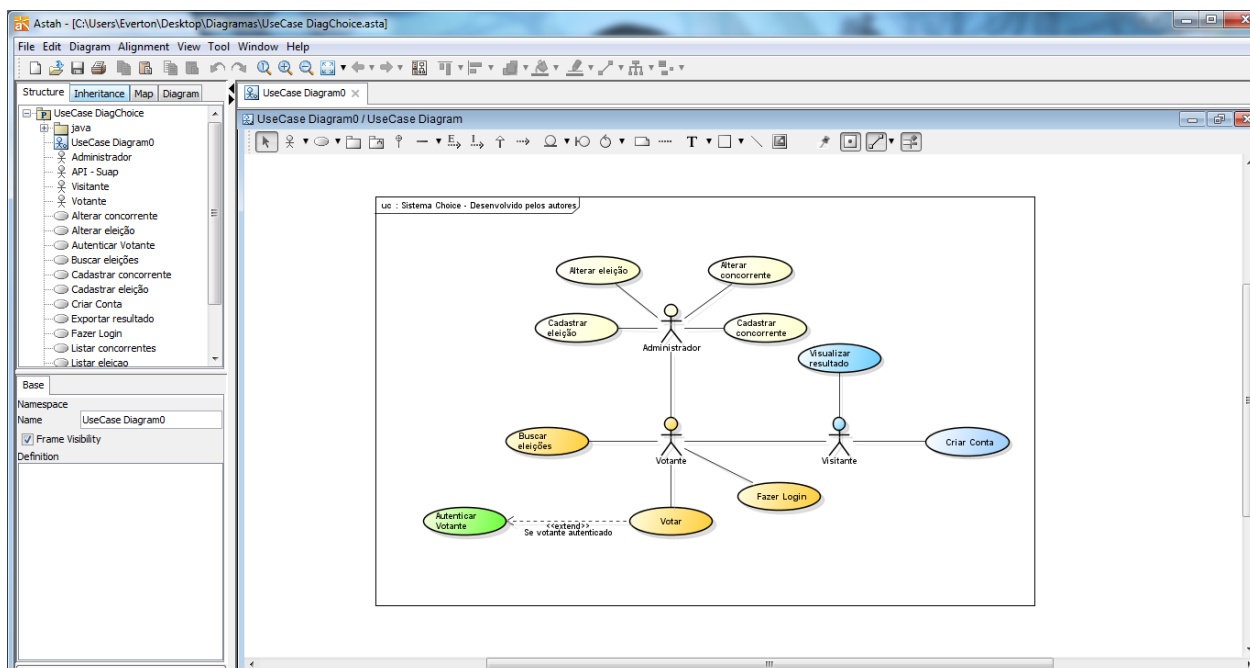 Astah - [C:\Users\Everton\Desktop\Diagramas\UseCase DiagChoice.asta]
File Edit Diagram Alignment View Tool Window Help
Structure Inheritance Map Diagram
UseCase DiagChoice
java
UseCase Diagram0
Administrador
API - Suap
Visitante
Votante
Alterar concorrente
Alterar eleição
Autenticar Votante
Buscar eleições
Cadastrar concorrente
Cadastrar eleição
Criar Conta
Exportar resultado
Fazer Login
Listar concorrentes
Listar eleicao
Base
Namespace
Name UseCase Diagram0
Frame Visibility
Definition
UseCase Diagram0
UseCase Diagram0 / UseCase Diagram
T
uc : Sistema Choice - Desenvolvido pelos autores
Alterar eleição
Alterar
concorrente
Cadastrar
eleição
Cadastrar
concorrente
Administrador
Visualizar
resultado
Buscar
eleições
Votante
Visitante
Criar Conta
Fazer Login
Autenticar
Votante
<<extend>>
Se votante autenticado
Votar